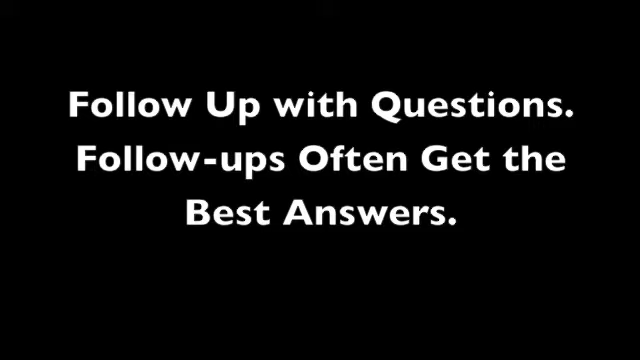 Follow Up with Questions.
Follow-ups Often Get the
Best Answers.